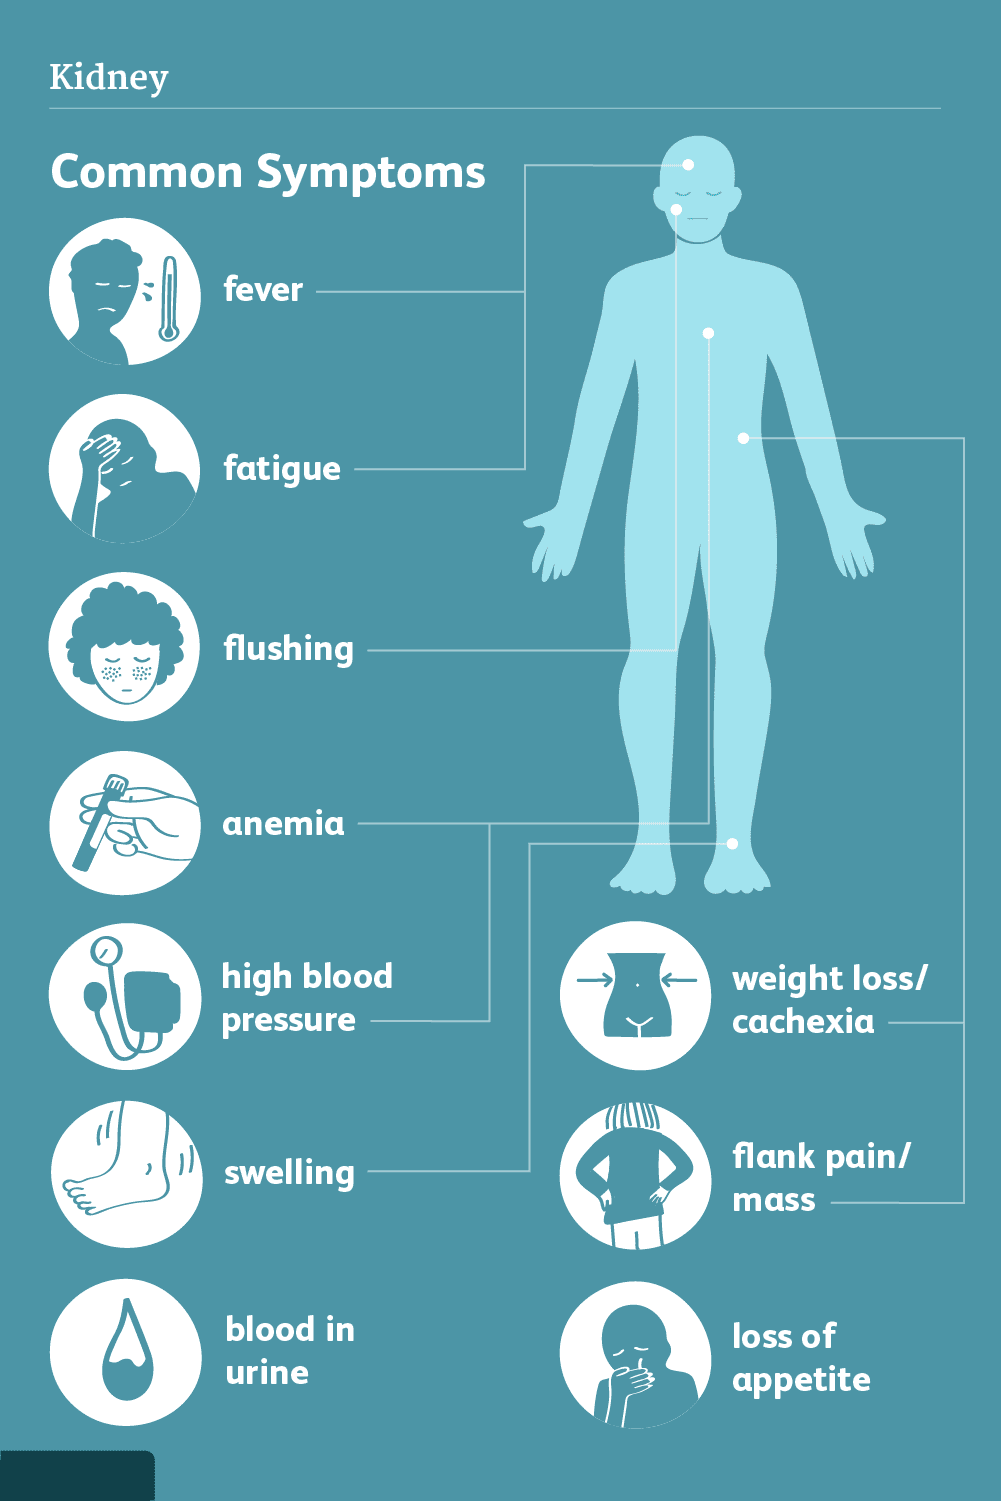 Kidney
Common Symptoms
fever
fatigue
flushing
anemia
high blood
pressure
swelling
blood in
urine
weight loss/
cachexia
flank pain/
mass
loss of
appetite